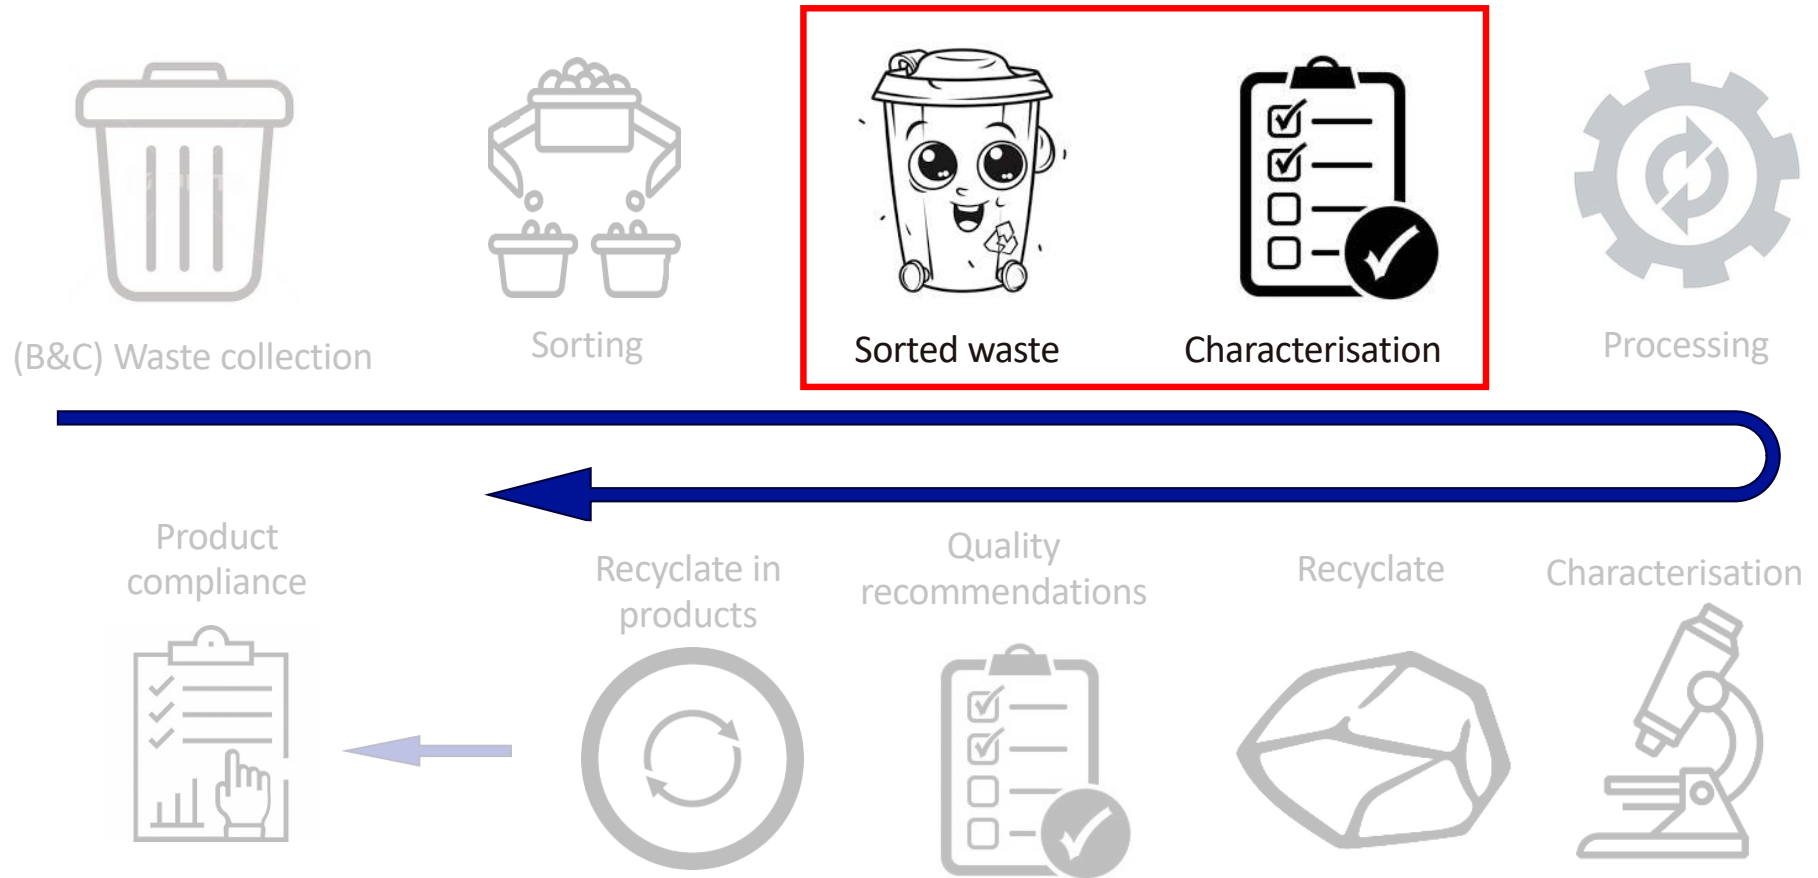 (B&C) Waste collection
Sorting
Sorted waste
Characterisation
Processing
Product
compliance
Recyclate in
products
Quality
recommendations
Recyclate
Characterisation